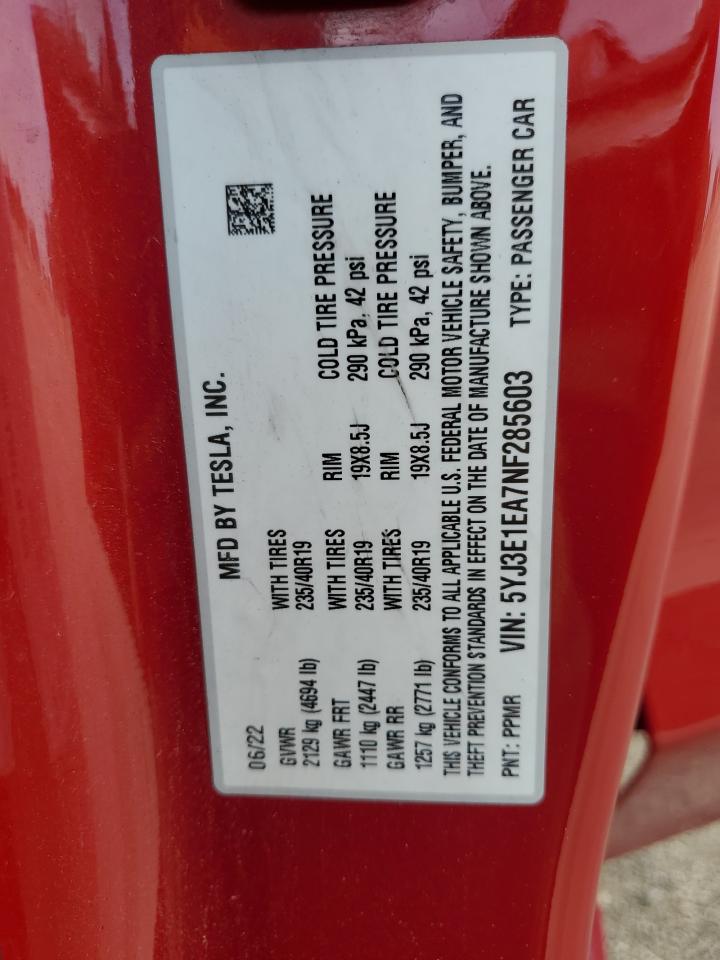 MFD BY TESLA, INC.
06/22
GVWR WITH TIRES
2129 kg (4694 lb) 235/40R19
GAWR FRT WITH TIRES RIM COLD TIRE PRESSURE
1110 kg (2447 lb) 235/40R19 19X8.5J 290 kPa, 42 psi
GAWR RR WITH TIRES RIM COLD TIRE PRESSURE
1257 kg (2771 lb) 235/40R19 19X8.5J 290 kPa, 42 psi
THIS VEHICLE CONFORMS TO ALL APPLICABLE U.S. FEDERAL MOTOR VEHICLE SAFETY, BUMPER, AND
THEFT PREVENTION STANDARDS IN EFFECT ON THE DATE OF MANUFACTURE SHOWN ABOVE.
PNT: PPMR VIN: 5YJ3E1EA7NF285603 TYPE: PASSENGER CAR